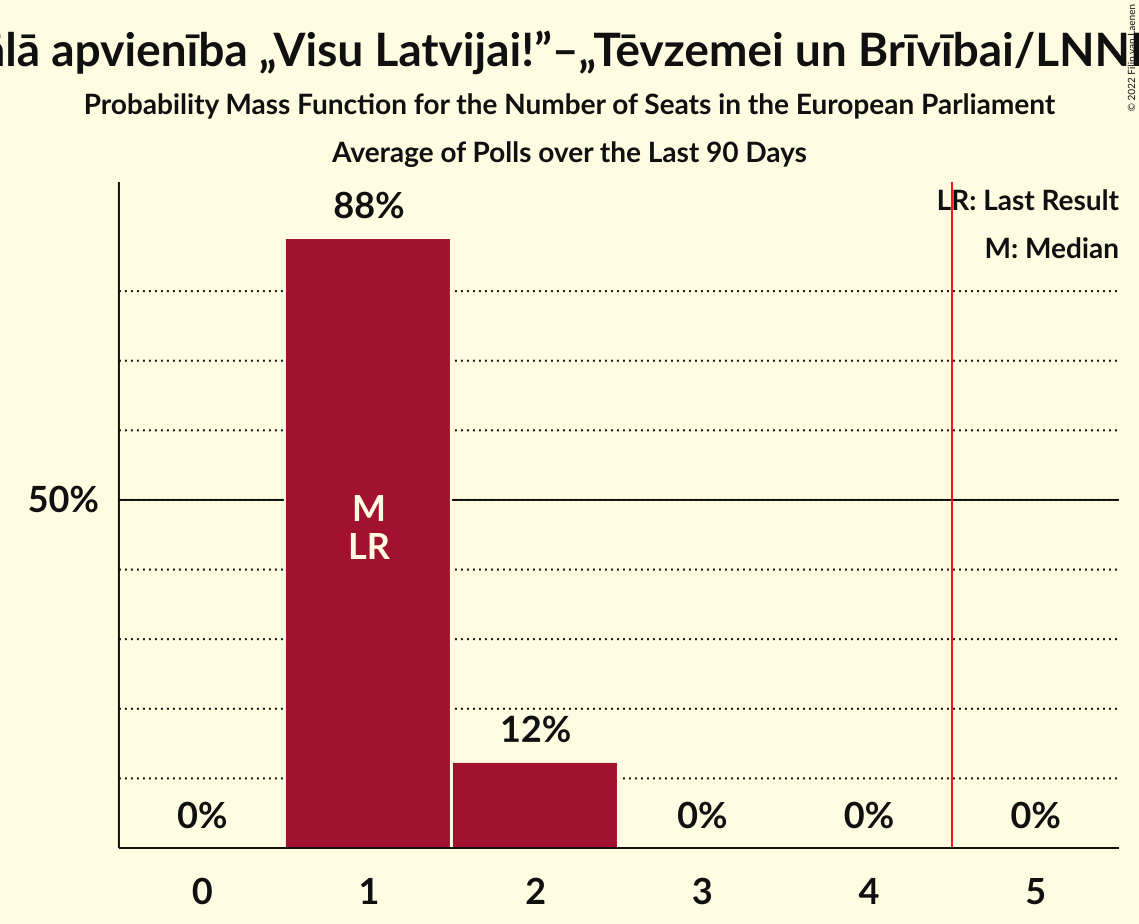 apvienība „Visu Latvijai!”–„Tēvzemei un Brīvībai/LNN
Probability Mass Function for the Number of Seats in the European Parliament
Average of Polls over the Last 90 Days
© 2022 Filip van Laenen
LR: Last Result
M: Median
88%
50%
M
LR
12%
0% 0% 0% 0%
0 1 2 3 4 5